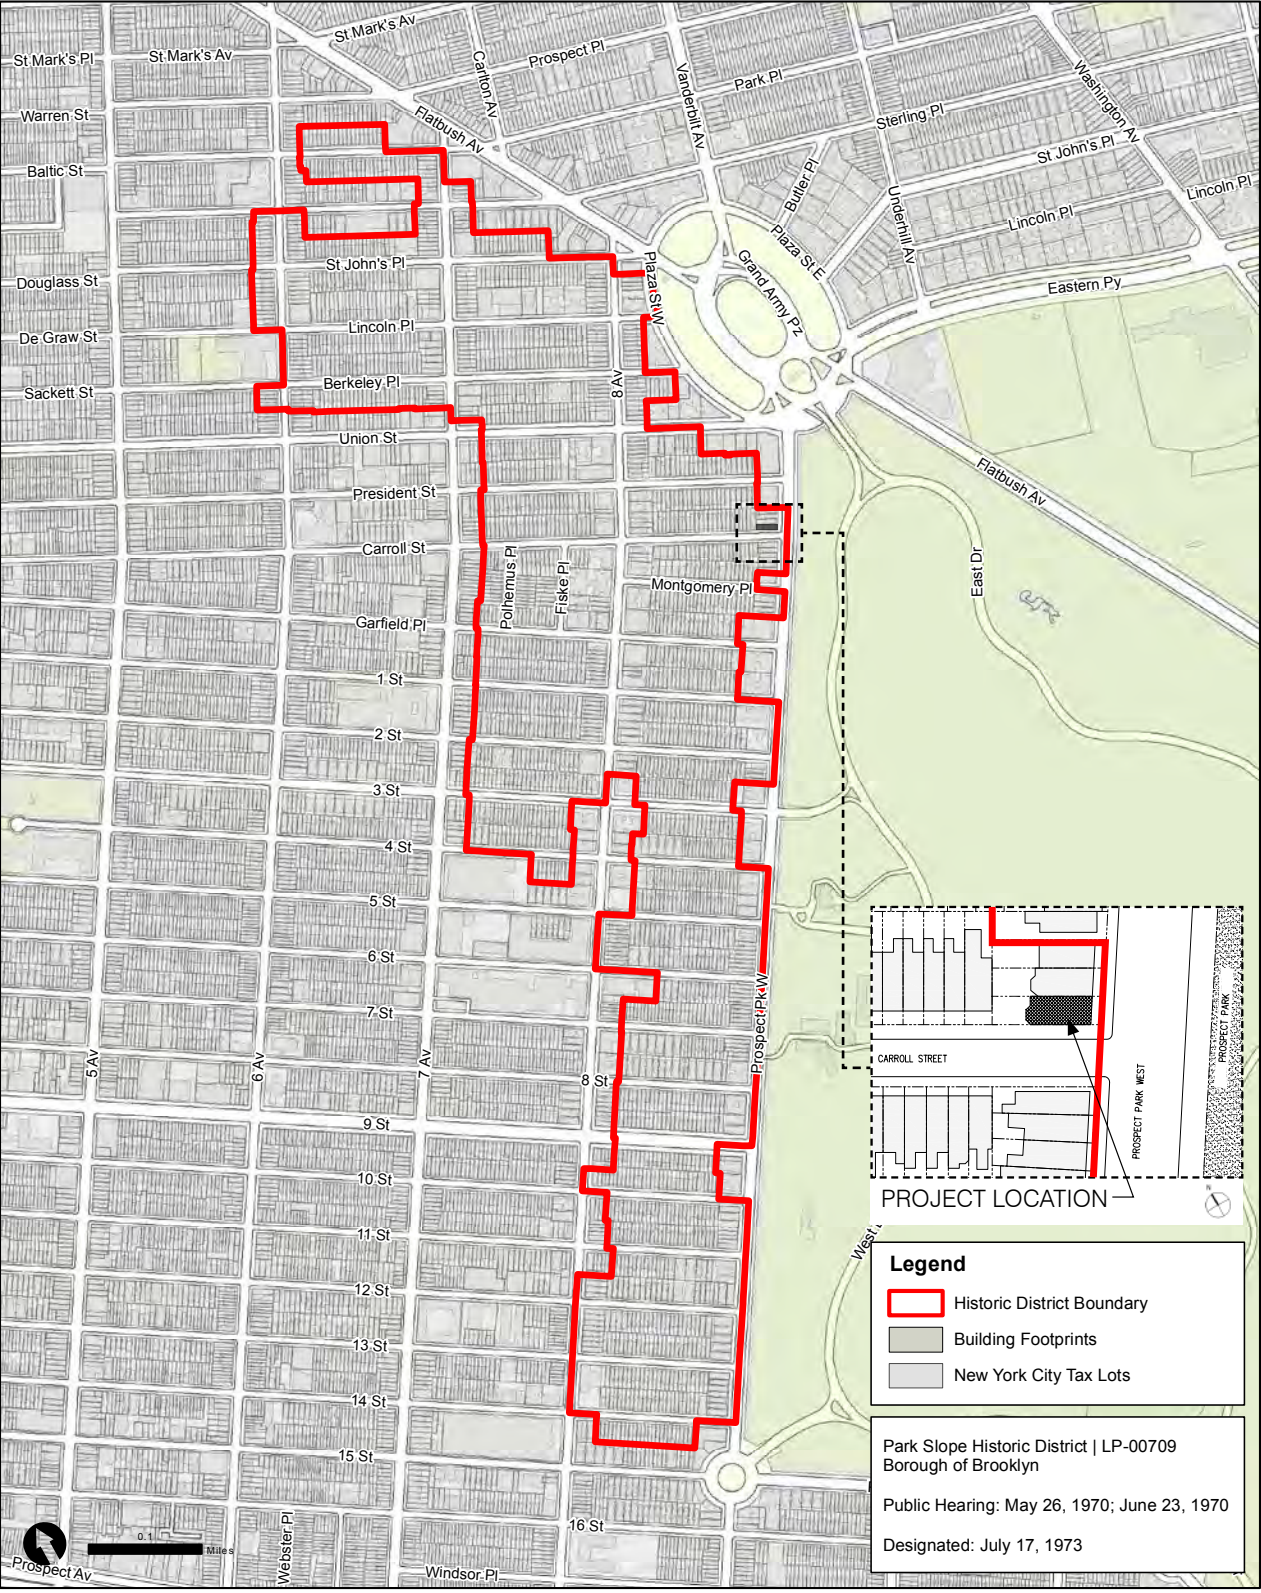 St Mark's Av
St Mark's Pl
St Mark's Av
Prospect Pl
Carlton Av
Vanderbilt Av
Park Pl
Washington Av
Warren St
Flatbush Av
Sterling Pl
St John's Pl
Baltic St
Butler Pl
Underhill Av
Lincoln Pl
Lincoln Pl
Plaza St E
St John's Pl
Plaza St W
Grand Army Pz
Douglass St
Eastern Py
Lincoln Pl
De Graw St
Berkeley Pl
8 Av
Sackett St
Union St
Flatbush Av
President St
Carroll St
Polhemus Pl
Fiske Pl
Montgomery Pl
East Dr
Garfield Pl
1 St
2 St
3 St
4 St
5 St
6 St
7 St
Prospect Pk W
5 Av
6 Av
7 Av
8 St
9 St
10 St
11 St
12 St
13 St
14 St
15 St
16 St
Webster Pl
Windsor Pl
Prospect Av
0.1
Miles
CARROLL STREET
PROSPECT PARK WEST
PROSPECT PARK
PROJECT LOCATION
N
West
Legend
Historic District Boundary
Building Footprints
New York City Tax Lots
Park Slope Historic District | LP-00709
Borough of Brooklyn
Public Hearing: May 26, 1970; June 23, 1970
Designated: July 17, 1973